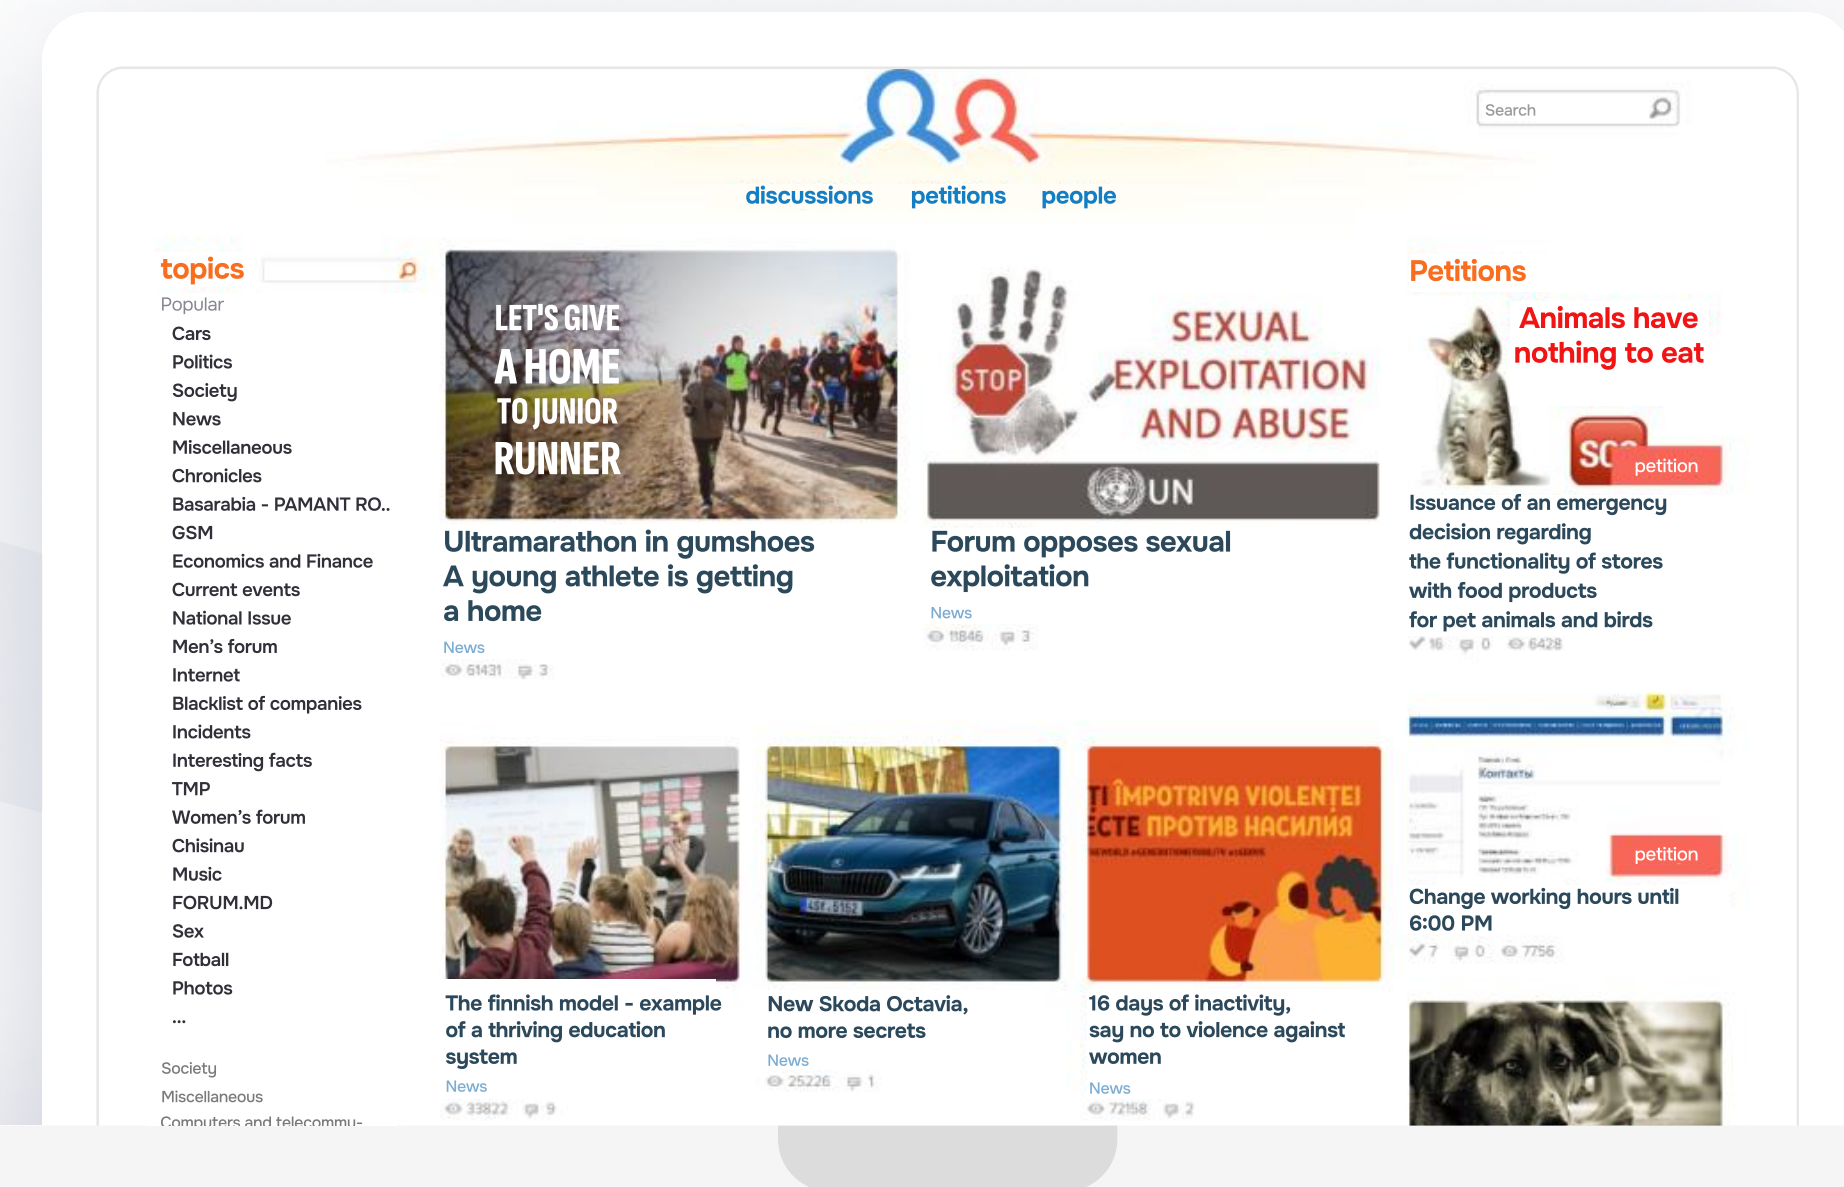 Search
discussions petitions people
topics
Popular
Cars
Politics
Society
News
Miscellaneous
Chronicles
Basarabia - PAMANT RO..
GSM
Economics and Finance
Current events
National Issue
Men’s forum
Internet
Blacklist of companies
Incidents
Interesting facts
TMP
Women’s forum
Chisinau
Music
FORUM.MD
Sex
Fotball
Photos
...
Society
Miscellaneous
Computers and telecommu-
LET'S GIVE
A HOME
TO JUNIOR
RUNNER
Ultramarathon in gumshoes
A young athlete is getting
a home
News
61431 3
STOP
SEXUAL
EXPLOITATION
AND ABUSE
UN
Forum opposes sexual
exploitation
News
11846 3
The finnish model - example
of a thriving education
system
News
33822 9
New Skoda Octavia,
no more secrets
News
25226 1
ȚI ÎMPOTRIVA VIOLENȚEI
ECTE ПРОТИВ НАСИЛИЯ
16 days of inactivity,
say no to violence against
women
News
72158 2
Petitions
Animals have
nothing to eat
petition
Issuance of an emergency
decision regarding
the functionality of stores
with food products
for pet animals and birds
16 0 6428
Контакты
petition
Change working hours until
6:00 PM
7 0 7756